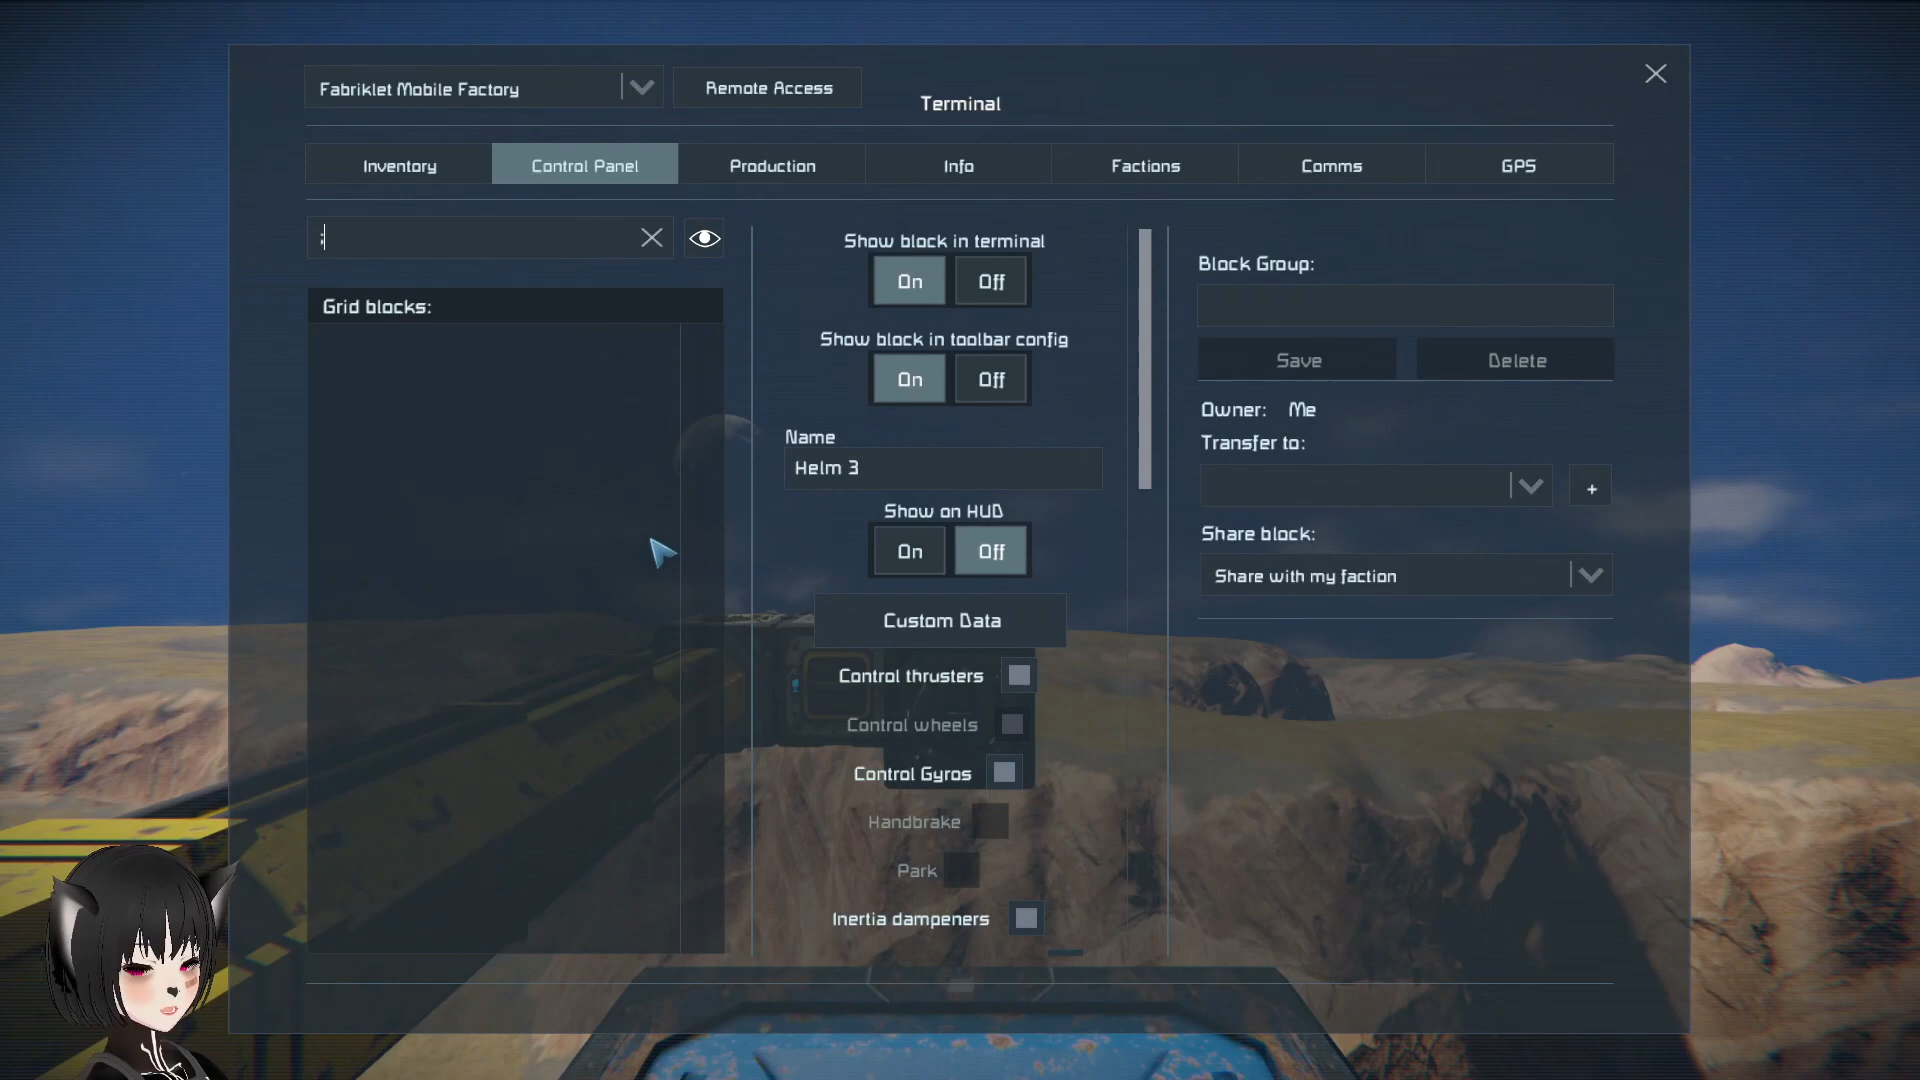 Fabriklet Mobile Factory
Remote Access
Terminal
Inventory
Control Panel
Production
Info
Factions
Comms
GPS
;
Grid blocks:
Show block in terminal
On
Off
Show block in toolbar config
On
Off
Name
Helm 3
Show on HUD
On
Off
Custom Data
Control thrusters
Control wheels
Control Gyros
Handbrake
Park
Inertia dampeners
Block Group:
Save
Delete
Owner: Me
Transfer to:
+
Share block:
Share with my faction